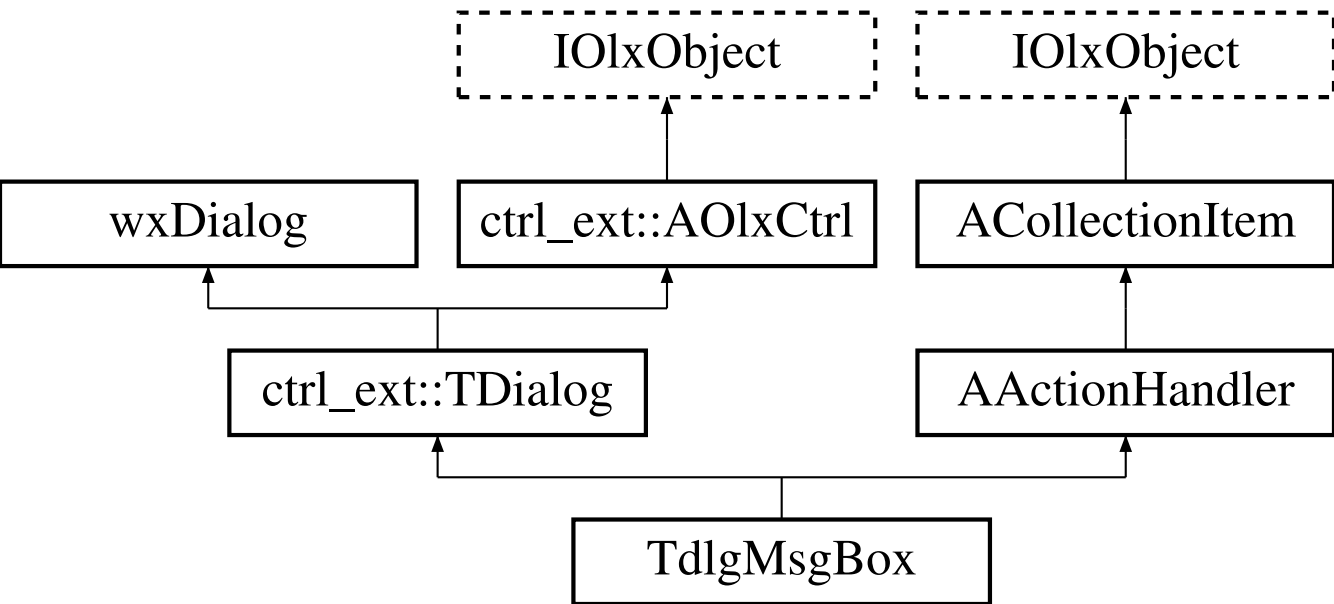 IOlxObject
IOlxObject
wxDialog
ctrl_ext::AOlxCtrl
ACollectionItem
ctrl_ext::TDialog
AActionHandler
TdlgMsgBox